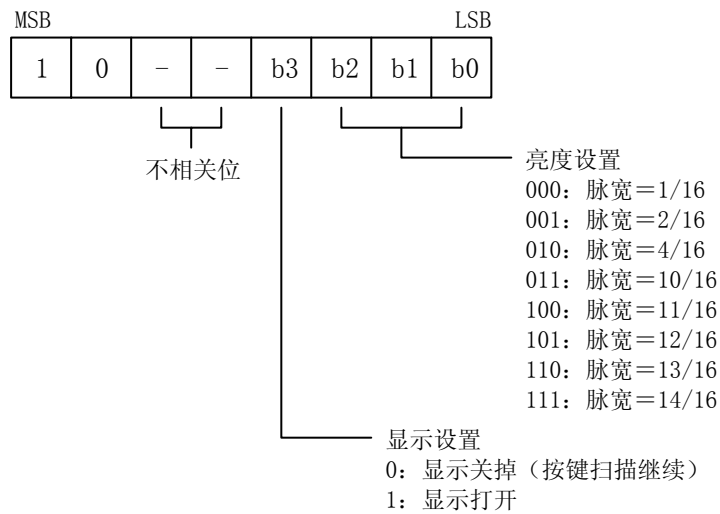 MSB LSB
1 0 - - b3 b2 b1 b0
不相关位
亮度设置
000：脉宽＝1/16
001：脉宽＝2/16
010：脉宽＝4/16
011：脉宽＝10/16
100：脉宽＝11/16
101：脉宽＝12/16
110：脉宽＝13/16
111：脉宽＝14/16
显示设置
0：显示关掉（按键扫描继续）
1：显示打开